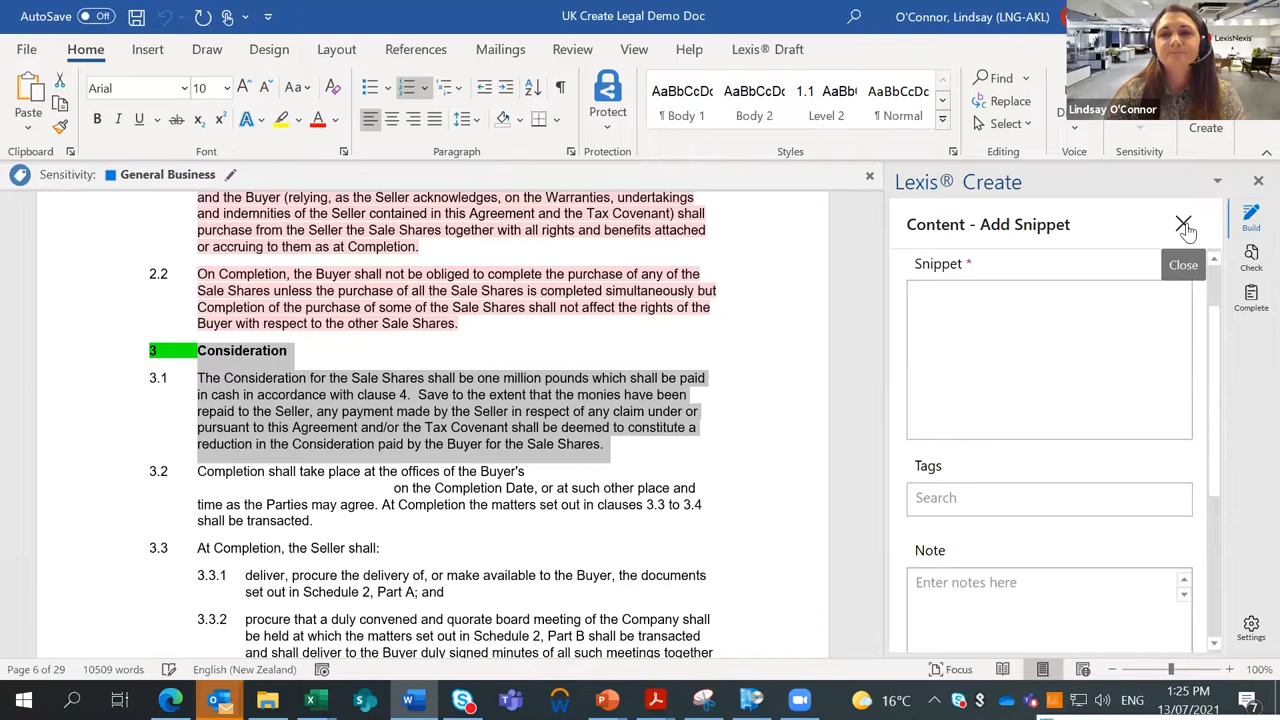 AutoSave Off
UK Create Legal Demo Doc
O'Connor, Lindsay (LNG-AKL)
File Home Insert Draw Design Layout References Mailings Review View Help Lexis® Draft
Paste
Clipboard
Arial 10
Font
Paragraph
Protect
Protection
AaBbCcDc AaBbCcDc 1.1 AaBb( AaBbCcDc
¶ Body 1 Body 2 Level 2 ¶ Normal
Styles
Find
Replace
Select
Editing
Voice
Sensitivity
Create
LexisNexis
Lindsay O'Connor
Sensitivity: General Business
and the Buyer (relying, as the Seller acknowledges, on the Warranties, undertakings
and indemnities of the Seller contained in this Agreement and the Tax Covenant) shall
purchase from the Seller the Sale Shares together with all rights and benefits attached
or accruing to them as at Completion.
2.2 On Completion, the Buyer shall not be obliged to complete the purchase of any of the
Sale Shares unless the purchase of all the Sale Shares is completed simultaneously but
Completion of the purchase of some of the Sale Shares shall not affect the rights of the
Buyer with respect to the other Sale Shares.
3 Consideration
3.1 The Consideration for the Sale Shares shall be one million pounds which shall be paid
in cash in accordance with clause 4. Save to the extent that the monies have been
repaid to the Seller, any payment made by the Seller in respect of any claim under or
pursuant to this Agreement and/or the Tax Covenant shall be deemed to constitute a
reduction in the Consideration paid by the Buyer for the Sale Shares.
3.2 Completion shall take place at the offices of the Buyer's
on the Completion Date, or at such other place and
time as the Parties may agree. At Completion the matters set out in clauses 3.3 to 3.4
shall be transacted.
3.3 At Completion, the Seller shall:
3.3.1 deliver, procure the delivery of, or make available to the Buyer, the documents
set out in Schedule 2, Part A; and
3.3.2 procure that a duly convened and quorate board meeting of the Company shall
be held at which the matters set out in Schedule 2, Part B shall be transacted
and shall deliver to the Buyer duly signed minutes of all such meetings together
Lexis® Create
Content - Add Snippet
Close
Snippet *
Tags
Search
Note
Enter notes here
Build
Check
Complete
Settings
Page 6 of 29 10509 words English (New Zealand)
Focus
100%
16°C
ENG
1:25 PM
13/07/2021
7